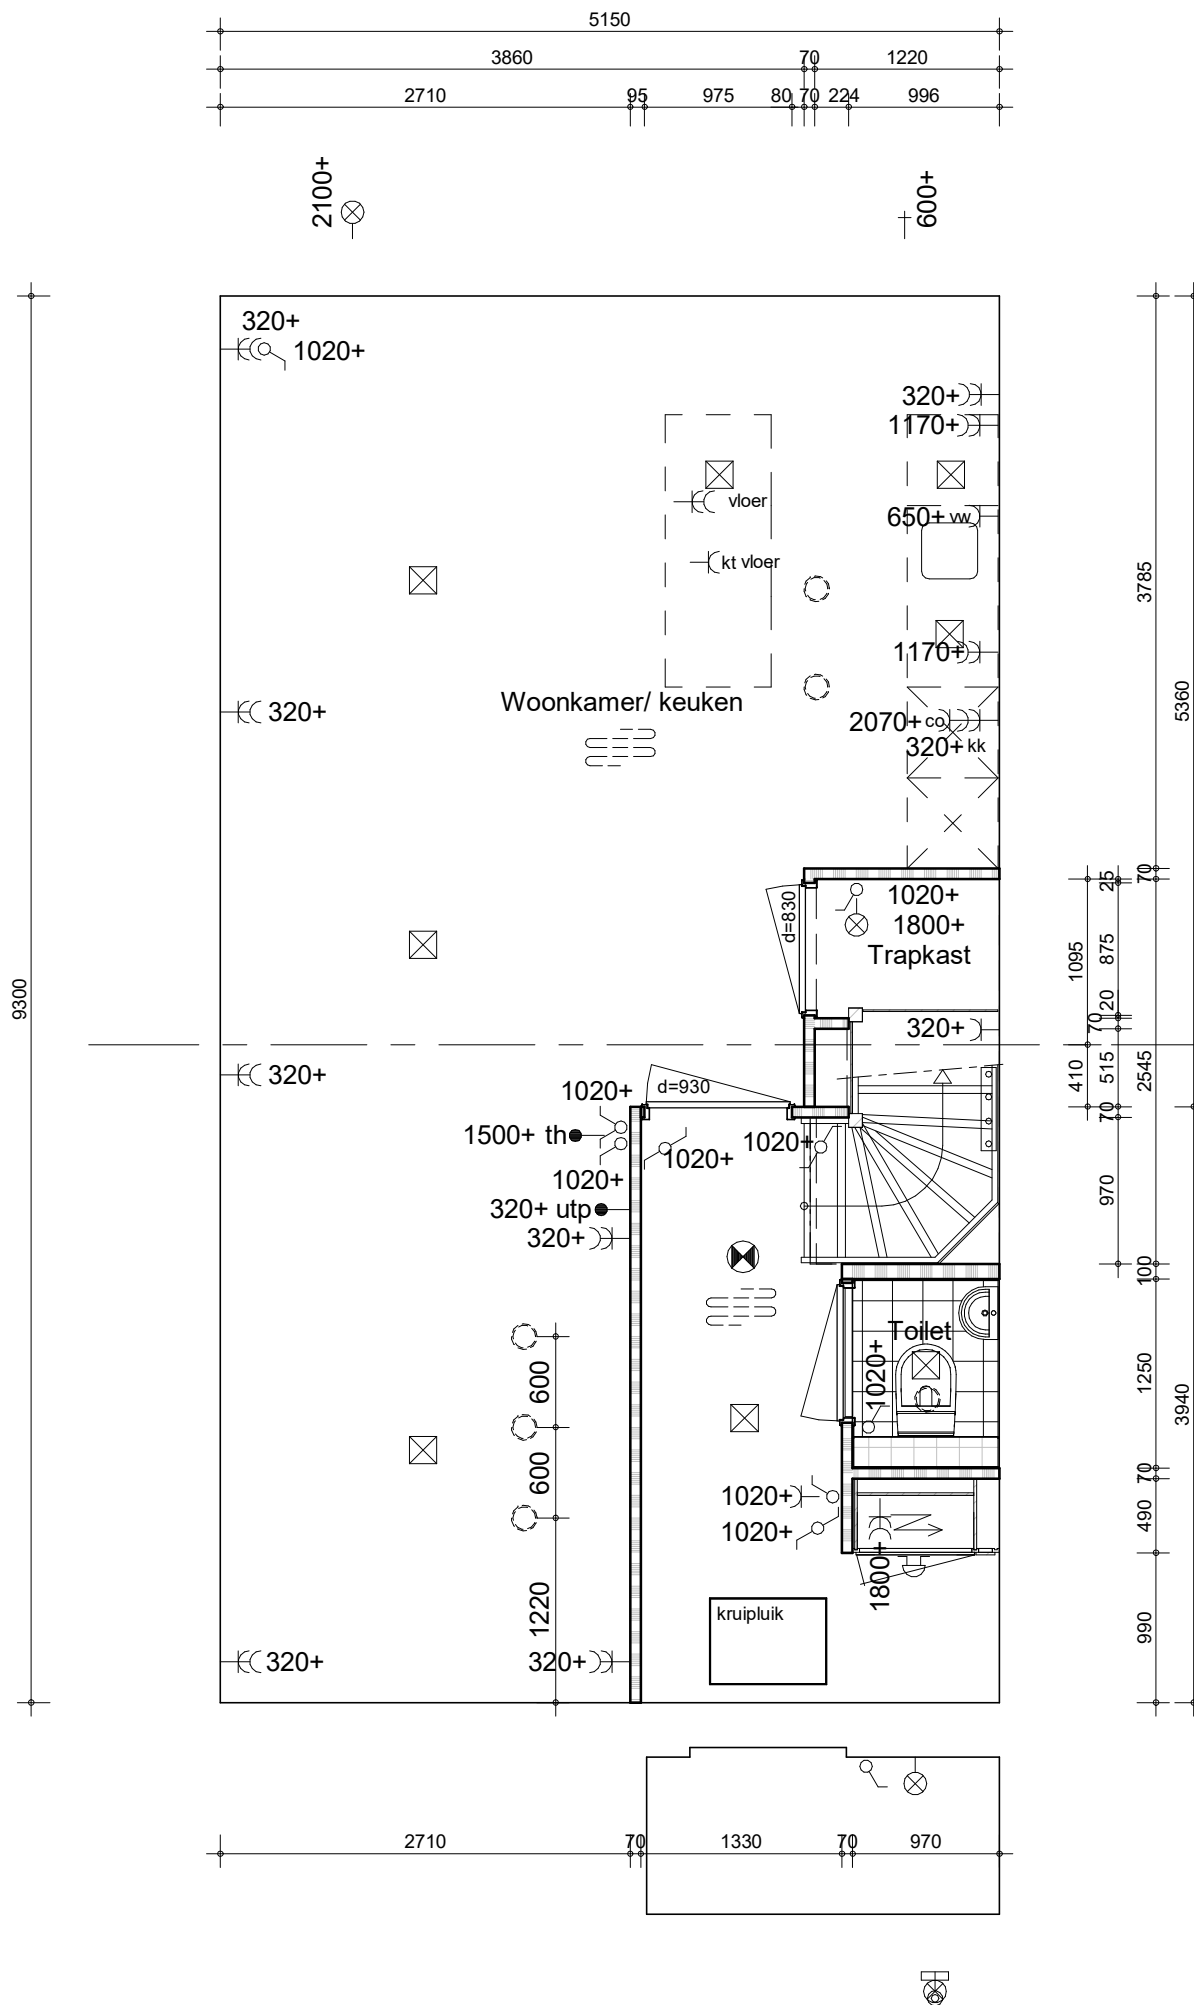 5150
3860 70 1220
2710 95 975 80 70 224 996
2100+
600+
320+
1020+
320+
1170+
vloer
650+ vw
kt vloer
3785
1170+
5360
Woonkamer/ keuken
320+
2070+ co
320+ kk
70
25
1020+
d=830
1800+
Trapkast
1095
875
9300
20
320+
70
320+
d=930
1020+
410
515
2545
70
1500+ th
1020+
1020+
1020+
970
320+ utp
320+
100
Toilet
1020+
600
1250
3940
600
70
1020+
1020+
490
1800+
1220
kruipluik
990
320+
320+
2710 70 1330 70 970